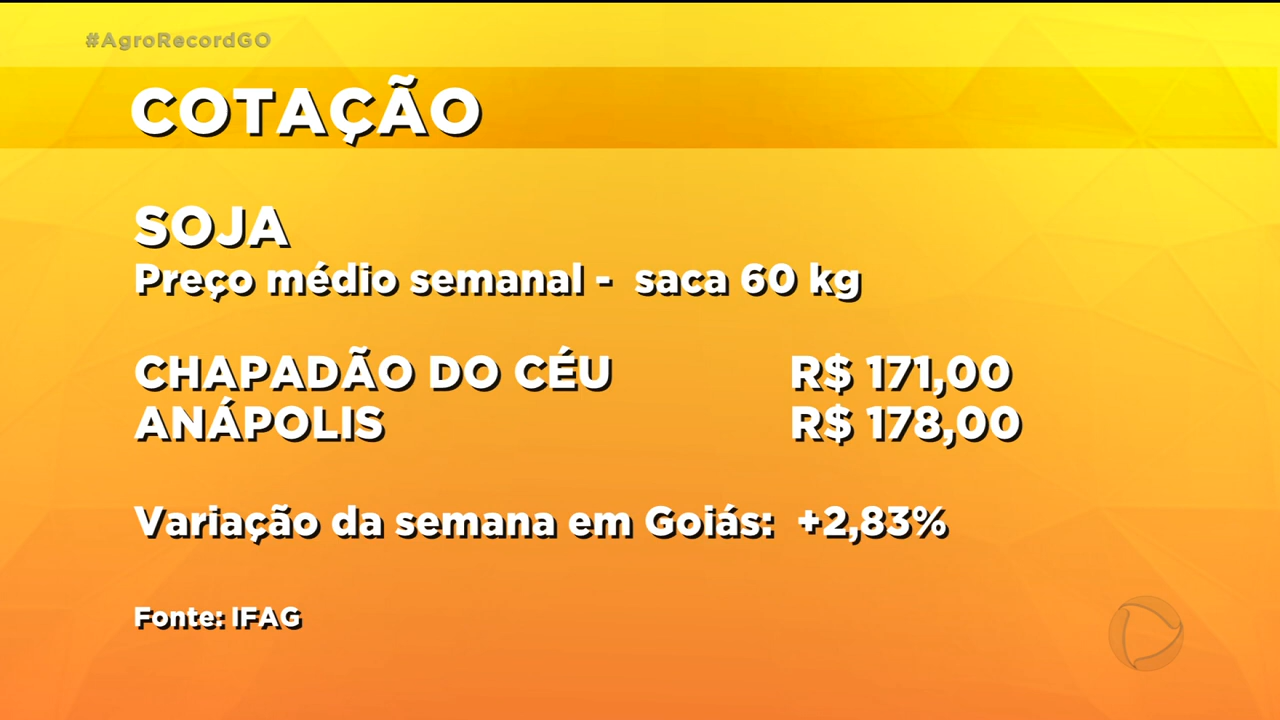 #AgroRecordGO
COTAÇÃO
SOJA
Preço médio semanal - saca 60 kg
CHAPADÃO DO CÉU R$ 171,00
ANÁPOLIS R$ 178,00
Variação da semana em Goiás: +2,83%
Fonte: IFAG